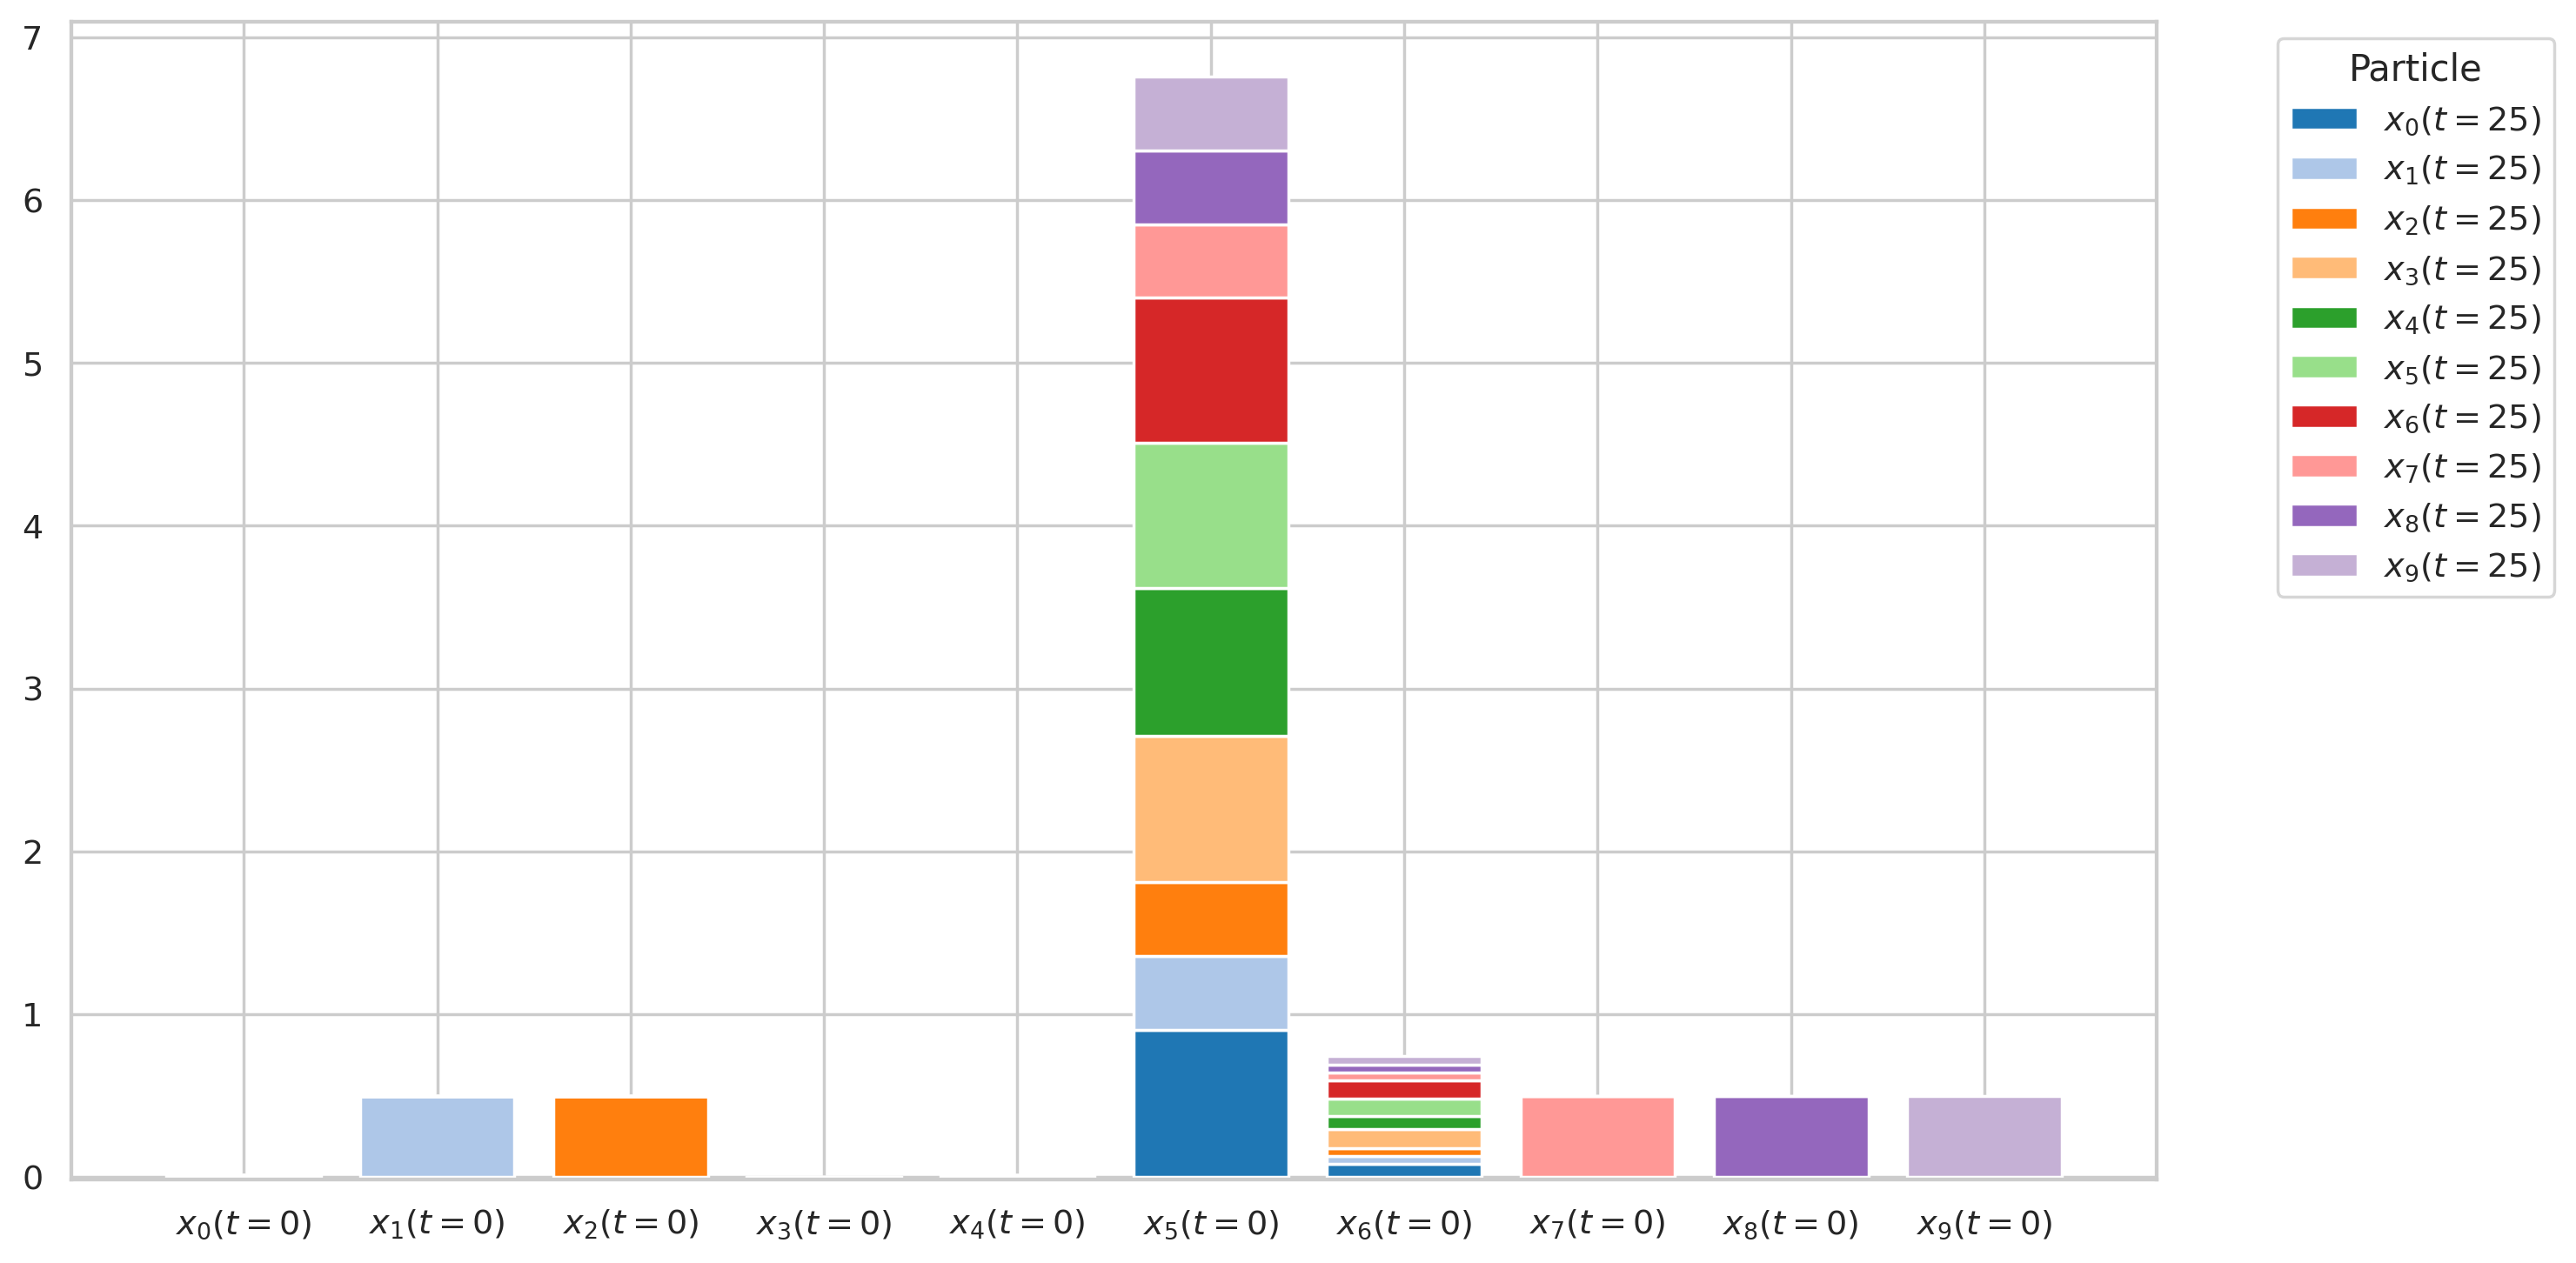 7
6
5
4
3
2
1
0
x₀(t = 0) x₁(t = 0) x₂(t = 0) x₃(t = 0) x₄(t = 0) x₅(t = 0) x₆(t = 0) x₇(t = 0) x₈(t = 0) x₉(t = 0)
Particle
x₀(t = 25)
x₁(t = 25)
x₂(t = 25)
x₃(t = 25)
x₄(t = 25)
x₅(t = 25)
x₆(t = 25)
x₇(t = 25)
x₈(t = 25)
x₉(t = 25)